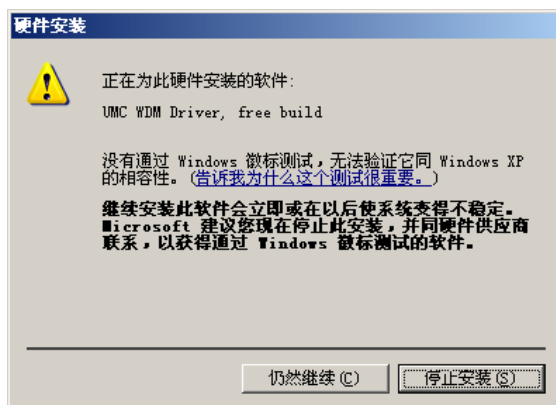 硬件安装
正在为此硬件安装的软件:
UMC WDM Driver, free build
没有通过 Windows 徽标测试，无法验证它同 Windows XP
的相容性。(告诉我为什么这个测试很重要。)
继续安装此软件会立即或在以后使系统变得不稳定。
Microsoft 建议您现在停止此安装，并同硬件供应商
联系，以获得通过 Windows 徽标测试的软件。
仍然继续(C)
停止安装(S)